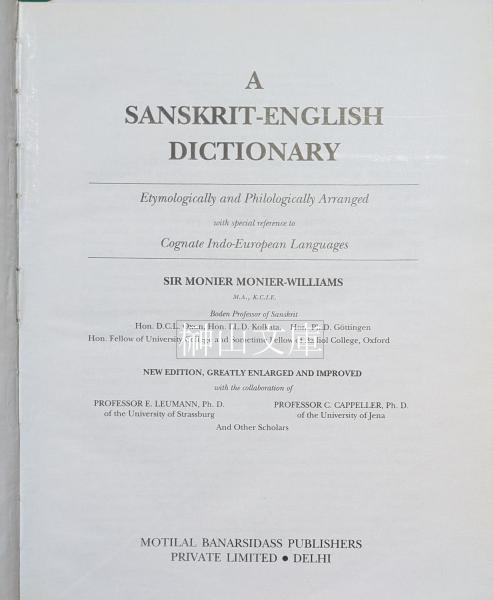 A
SANSKRIT-ENGLISH
DICTIONARY
Etymologically and Philologically Arranged
with special reference to
Cognate Indo-European Languages
SIR MONIER MONIER-WILLIAMS
M.A., K.C.I.E.
Boden Professor of Sanskrit
Hon. D.C.L. Oxon, Hon. LL.D. Kolkata, Hon. Ph.D. Göttingen
Hon. Fellow of University College and Sometime Fellow of Balliol College, Oxford
榊山文庫
NEW EDITION, GREATLY ENLARGED AND IMPROVED
with the collaboration of
PROFESSOR E. LEUMANN, Ph. D. PROFESSOR C. CAPPELLER, Ph. D.
of the University of Strassburg of the University of Jena
And Other Scholars
MOTILAL BANARSIDASS PUBLISHERS
PRIVATE LIMITED ● DELHI